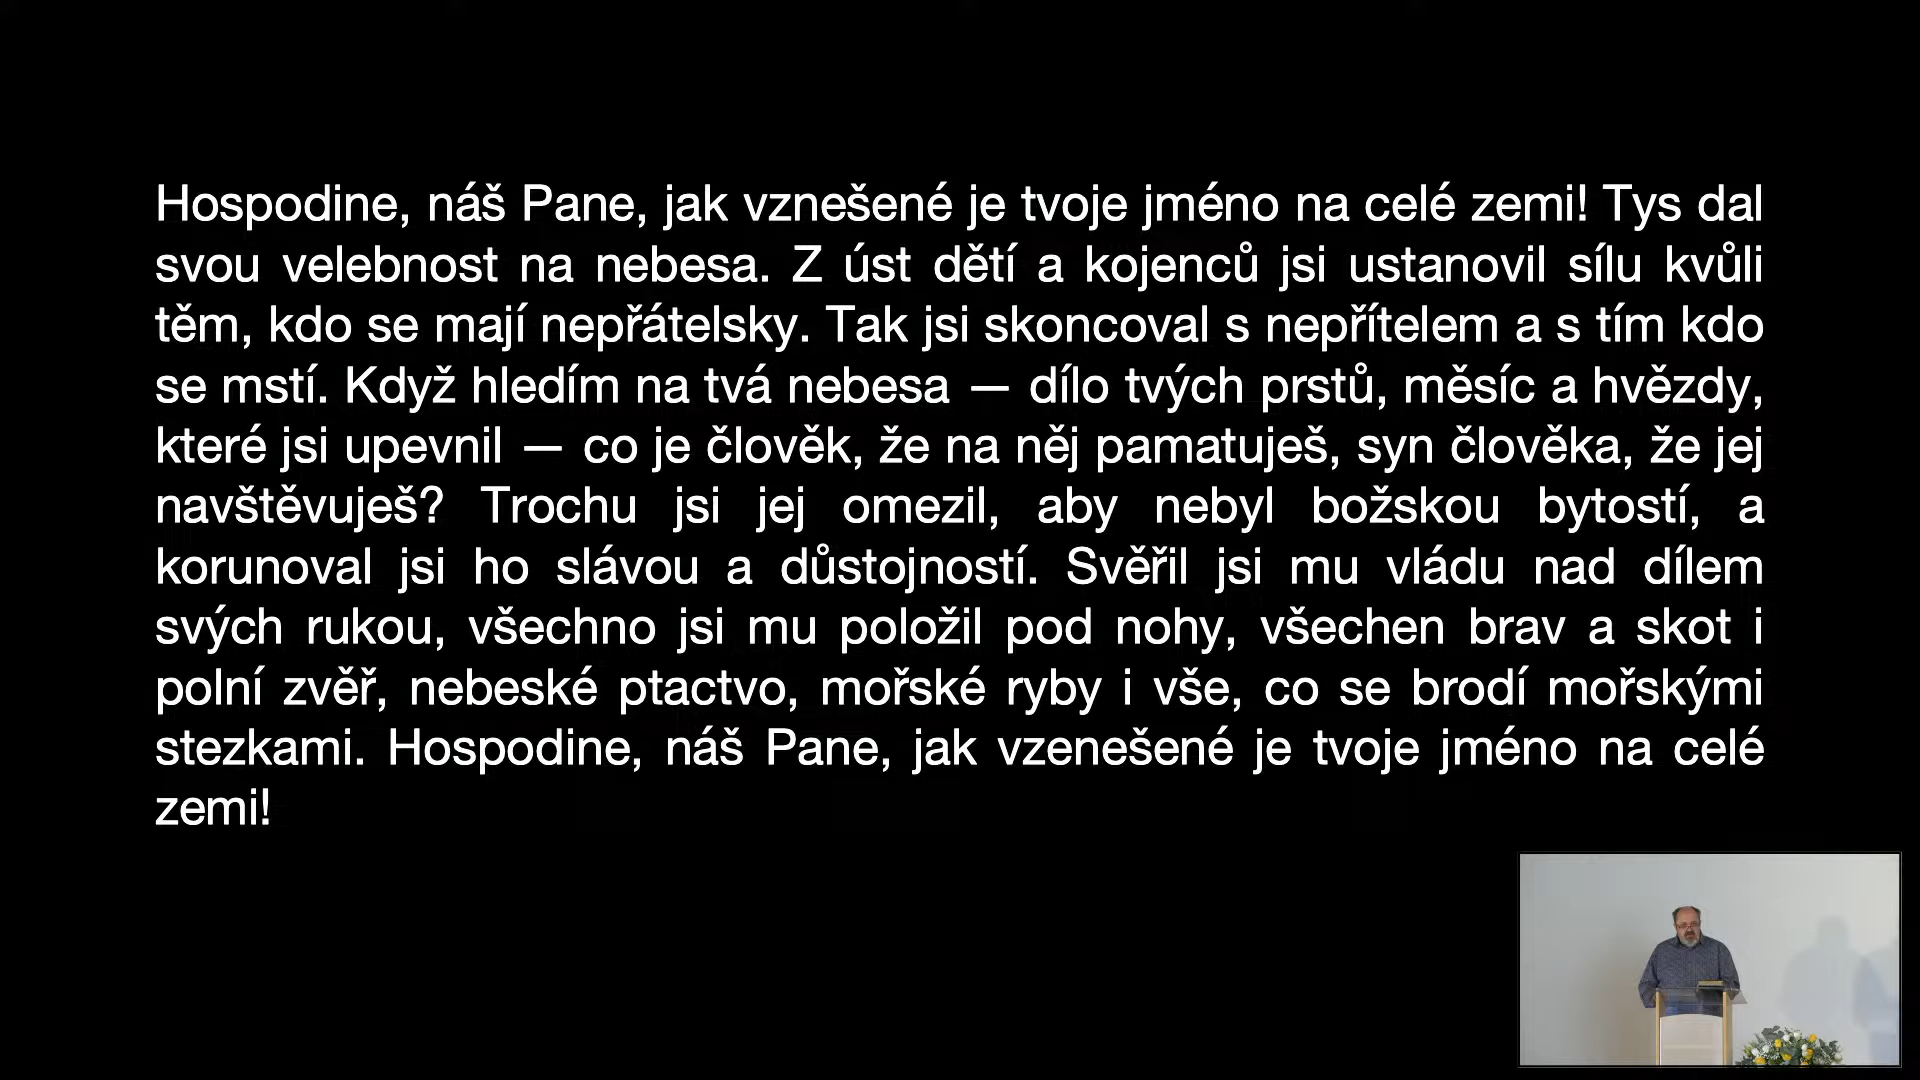 Hospodine, náš Pane, jak vznešené je tvoje jméno na celé zemi! Tys dal
svou velebnost na nebesa. Z úst dětí a kojenců jsi ustanovil sílu kvůli
těm, kdo se mají nepřátelsky. Tak jsi skoncoval s nepřítelem a s tím kdo
se mstí. Když hledím na tvá nebesa — dílo tvých prstů, měsíc a hvězdy,
které jsi upevnil — co je člověk, že na něj pamatuješ, syn člověka, že jej
navštěvuješ? Trochu jsi jej omezil, aby nebyl božskou bytostí, a
korunoval jsi ho slávou a důstojností. Svěřil jsi mu vládu nad dílem
svých rukou, všechno jsi mu položil pod nohy, všechen brav a skot i
polní zvěř, nebeské ptactvo, mořské ryby i vše, co se brodí mořskými
stezkami. Hospodine, náš Pane, jak vzenešené je tvoje jméno na celé
zemi!